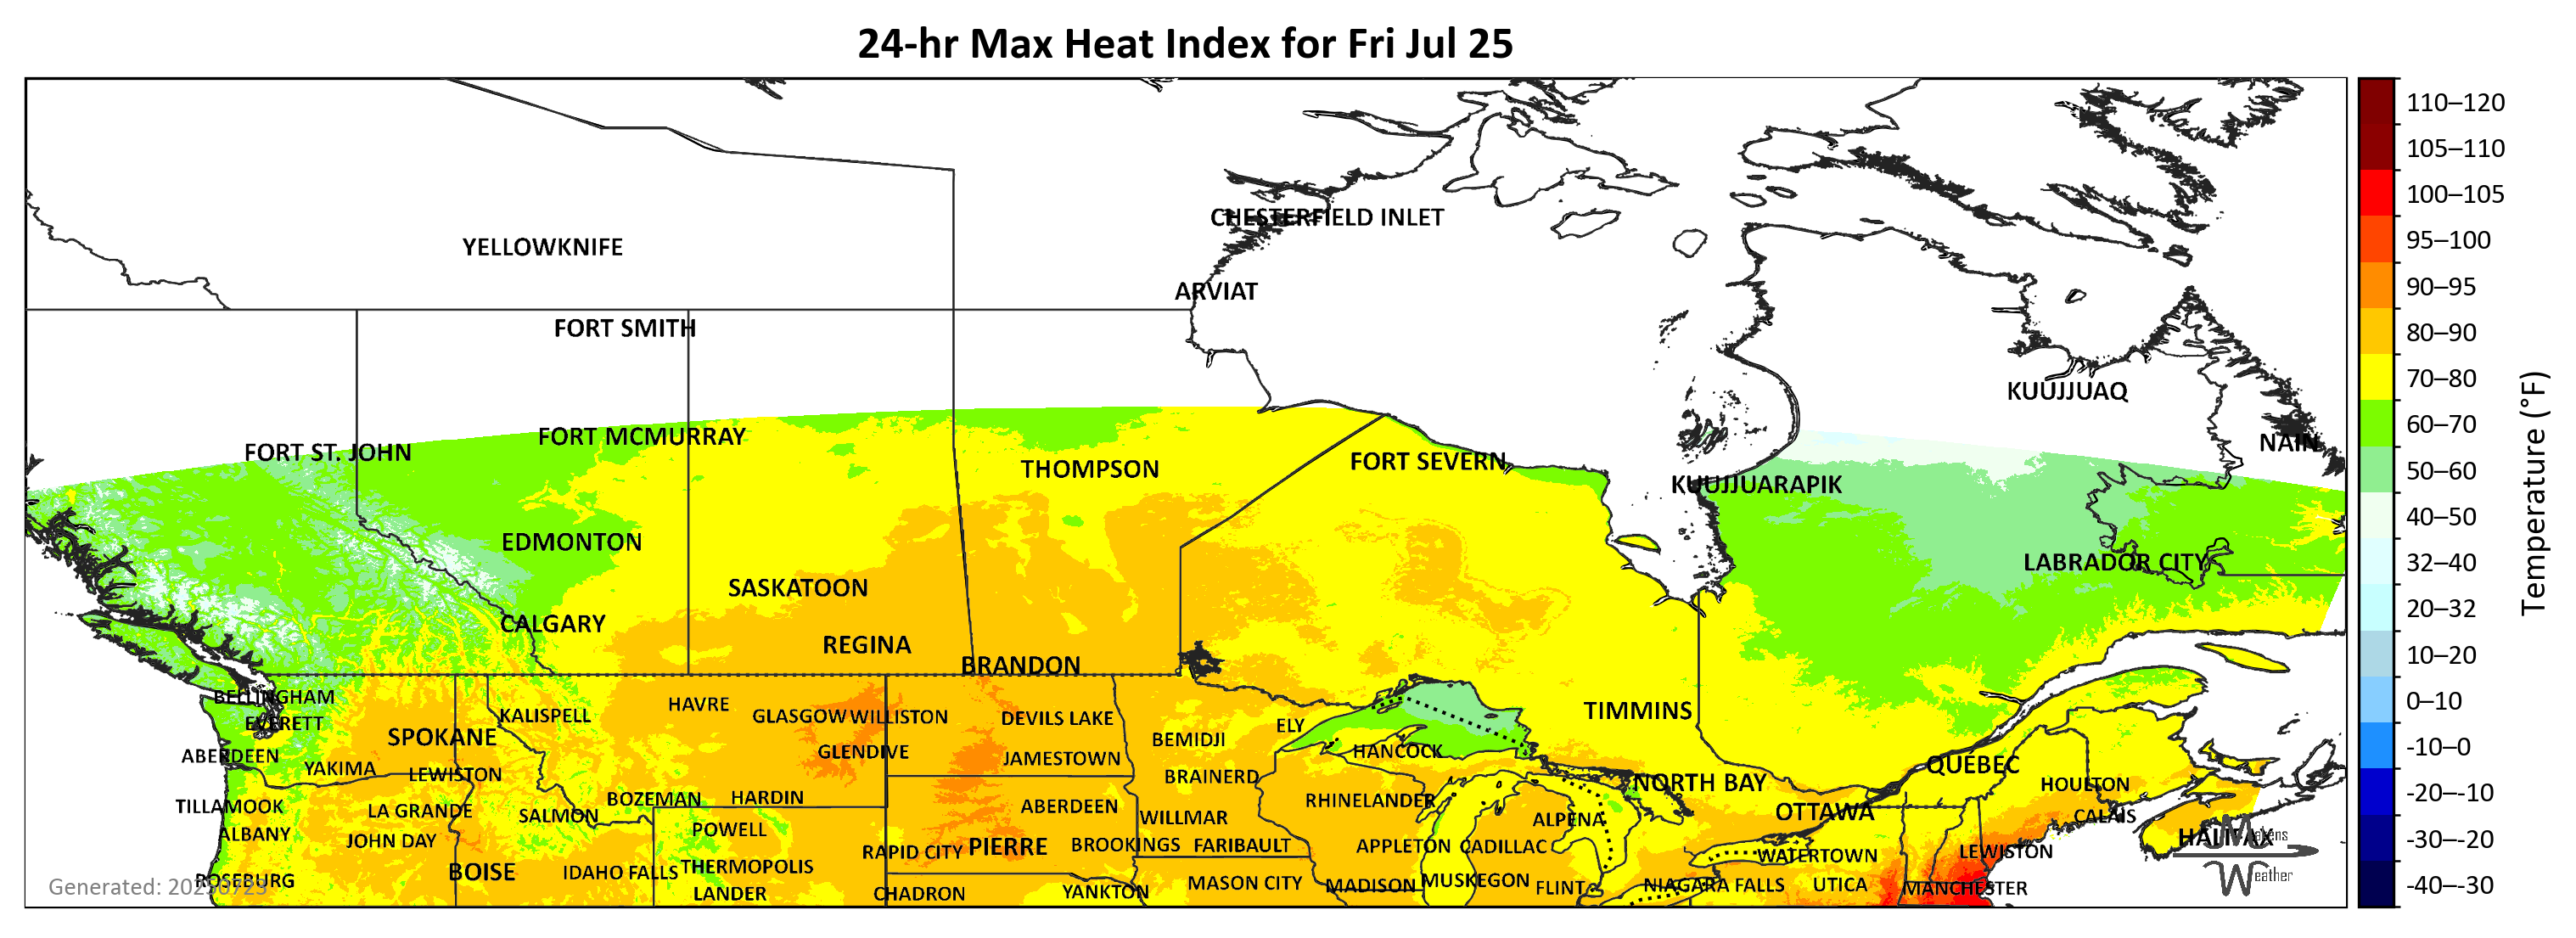 24-hr Max Heat Index for Fri Jul 25
CHESTERFIELD INLET
YELLOWKNIFE
ARVIAT
FORT SMITH
KUUJJUAQ
FORT MCMURRAY
NAIN
FORT ST. JOHN
THOMPSON
FORT SEVERN
KUUJJUARAPIK
EDMONTON
LABRADOR CITY
SASKATOON
CALGARY
REGINA
BRANDON
BELLINGHAM
HAVRE
KALISPELL
GLASGOW
WILLISTON
DEVILS LAKE
TIMMINS
EVERETT
ELY
SPOKANE
BEMIDJI
GLENDIVE
HANCOCK
ABERDEEN
JAMESTOWN
QUÉBEC
YAKIMA
LEWISTON
BRAINERD
NORTH BAY
HOULTON
BOZEMAN
HARDIN
RHINELANDER
TILLAMOOK
LA GRANDE
SALMON
ABERDEEN
WILLMAR
ALPENA
OTTAWA
CALAIS
ALBANY
JOHN DAY
POWELL
HALIFAX
Makens
Weather
RAPID CITY
PIERRE
BROOKINGS
FARIBAULT
APPLETON
CADILLAC
WATERTOWN
LEWISTON
BOISE
IDAHO FALLS
THERMOPOLIS
ROSEBURG
MASON CITY
MADISON
MUSKEGON
FLINT
NIAGARA FALLS
UTICA
MANCHESTER
LANDER
CHADRON
YANKTON
Generated: 20250723
110–120
105–110
100–105
95–100
90–95
80–90
70–80
60–70
50–60
40–50
32–40
20–32
10–20
0–10
-10–0
-20–-10
-30–-20
-40–-30
Temperature (°F)